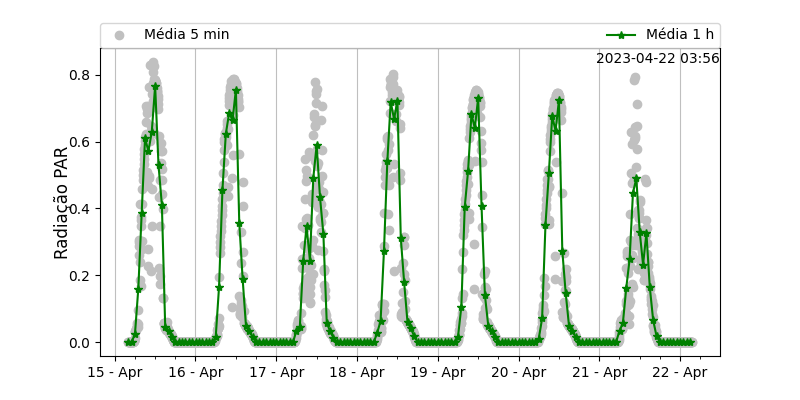 Média 5 min
Média 1 h
2023-04-22 03:56
Radiação PAR
0.8
0.6
0.4
0.2
0.0
15 - Apr
16 - Apr
17 - Apr
18 - Apr
19 - Apr
20 - Apr
21 - Apr
22 - Apr